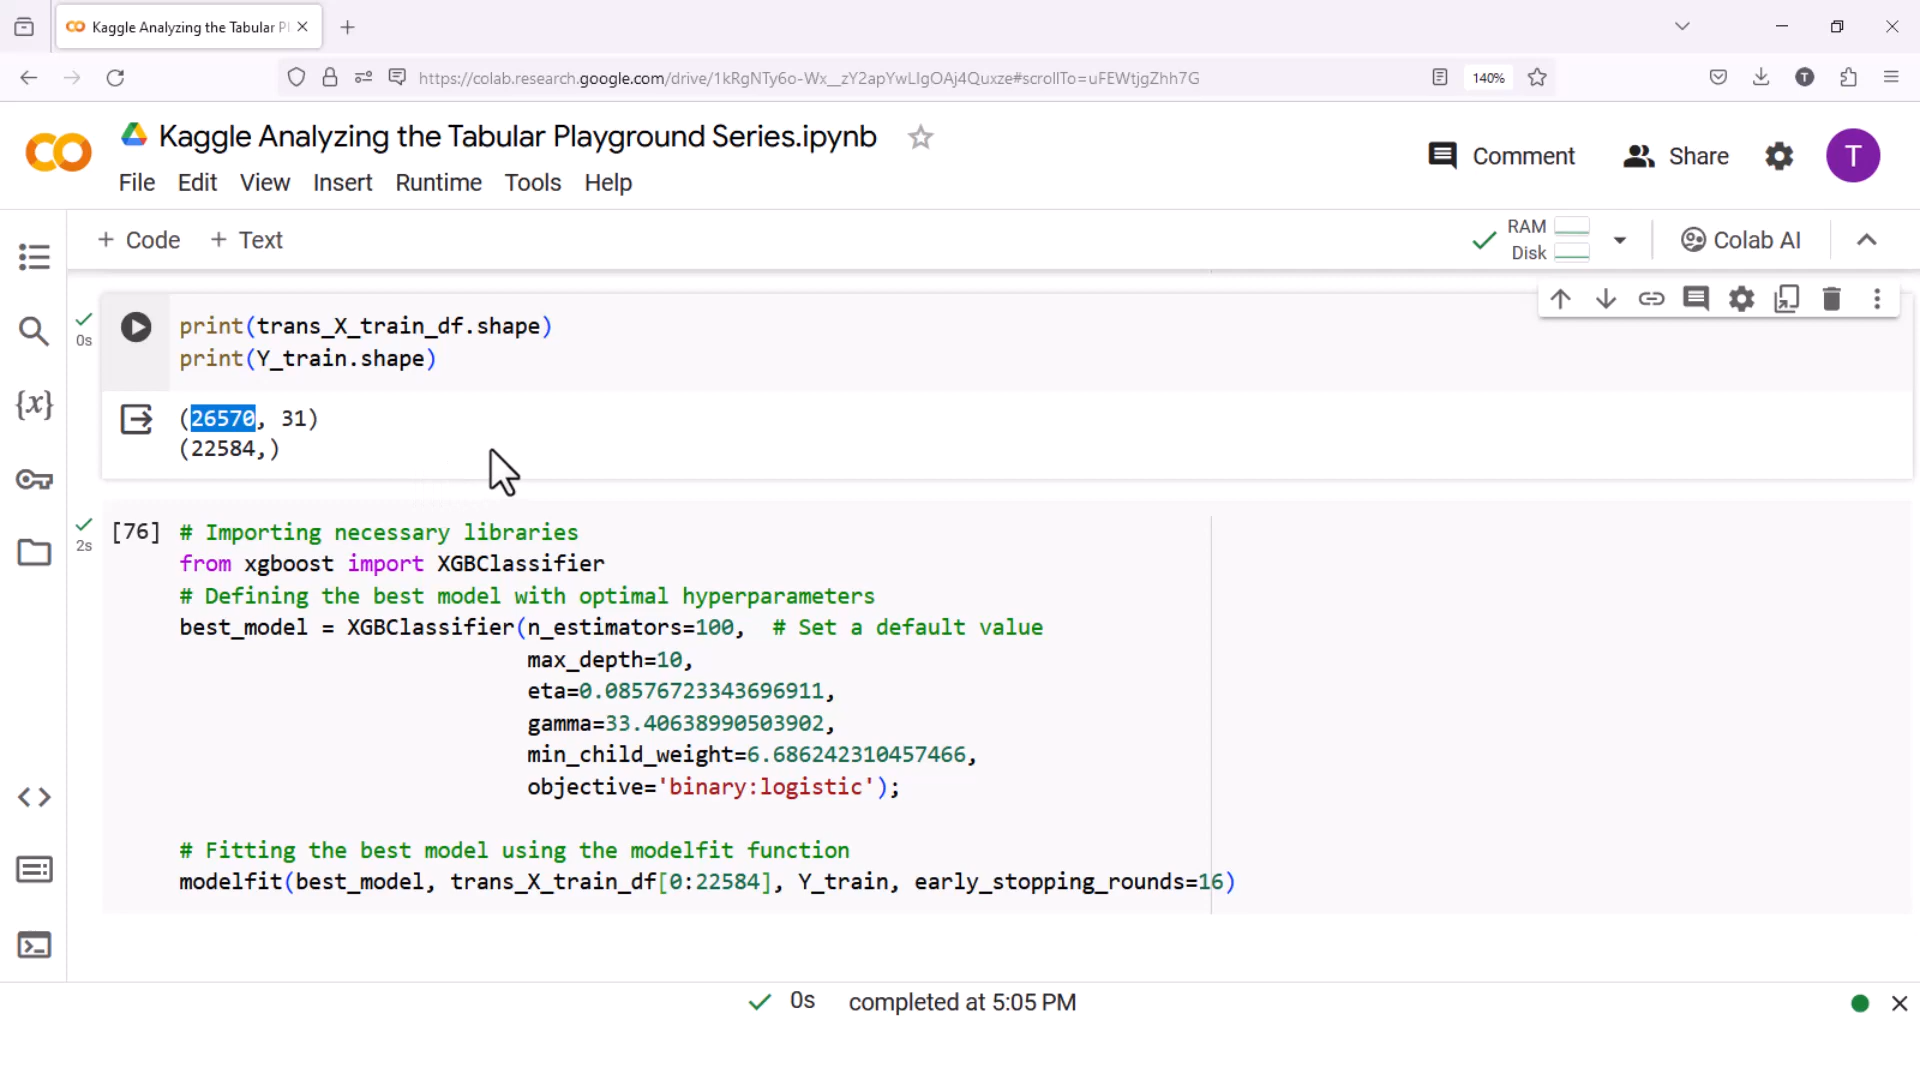 Kaggle Analyzing the Tabular Pl
https://colab.research.google.com/drive/1kRgNTy6o-Wx__zY2apYwLIgOAj4Quxze#scrollTo=uFEWtjgZhh7G
140%
T
CO
Kaggle Analyzing the Tabular Playground Series.ipynb
Comment
Share
T
File Edit View Insert Runtime Tools Help
+ Code + Text
RAM
Disk
Colab AI
0s
print(trans_X_train_df.shape)
print(Y_train.shape)
{x}
(26570, 31)
(22584,)
2s
[76] # Importing necessary libraries
from xgboost import XGBClassifier
# Defining the best model with optimal hyperparameters
best_model = XGBClassifier(n_estimators=100, # Set a default value
max_depth=10,
eta=0.08576723343696911,
gamma=33.40638990503902,
min_child_weight=6.686242310457466,
objective='binary:logistic');
# Fitting the best model using the modelfit function
modelfit(best_model, trans_X_train_df[0:22584], Y_train, early_stopping_rounds=16)
0s completed at 5:05 PM